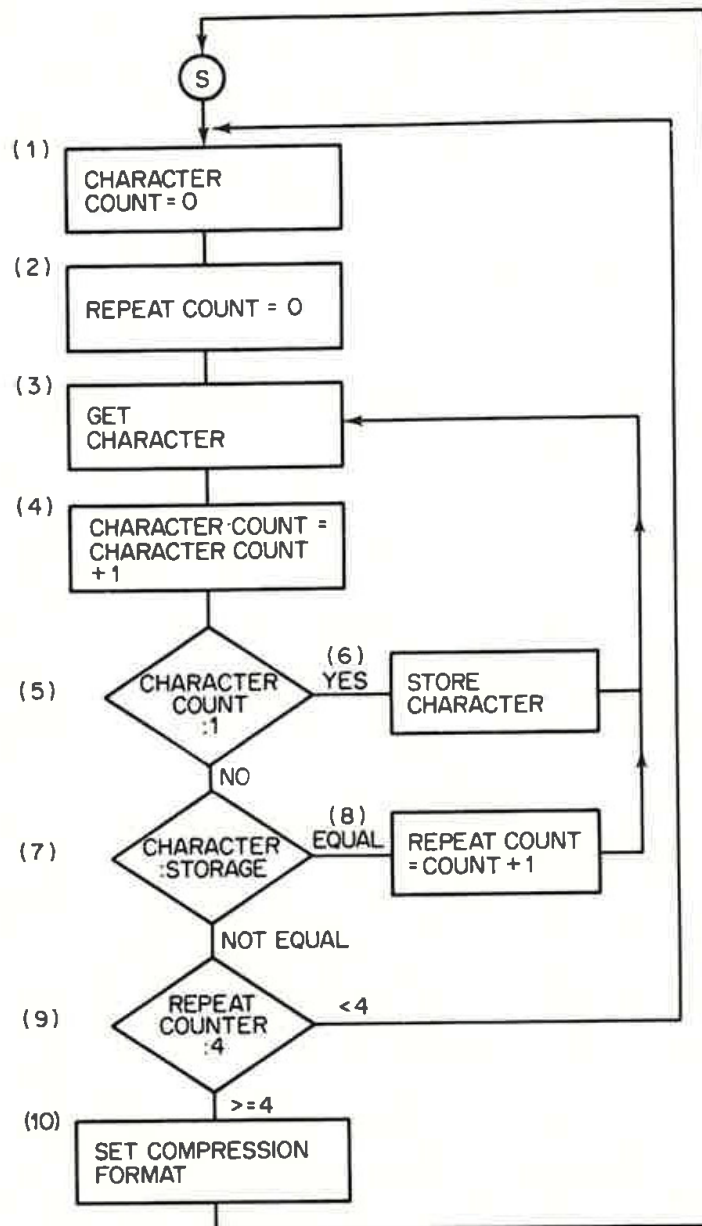 S
(1)
CHARACTER
COUNT = 0
(2)
REPEAT COUNT = 0
(3)
GET
CHARACTER
(4)
CHARACTER COUNT =
CHARACTER COUNT
+1
(5)
CHARACTER
COUNT
:1
(6)
YES
STORE
CHARACTER
NO
(7)
CHARACTER
:STORAGE
(8)
EQUAL
REPEAT COUNT
= COUNT +1
NOT EQUAL
(9)
REPEAT
COUNTER
:4
<4
>=4
(10)
SET COMPRESSION
FORMAT